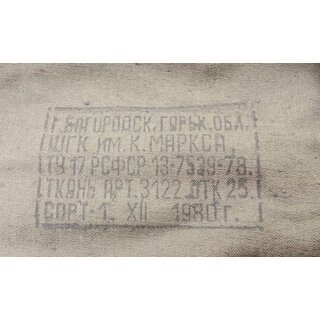 г. БОГОРОДСК, ГОРЬК. ОБЛ.
ШГК ИМ. К. МАРКСА.
ТУ 17 РСФСР 18-7539-78.
ТКАНЬ АРТ. 3122 ОТК 25.
СОРТ-1. XII 1980 г.